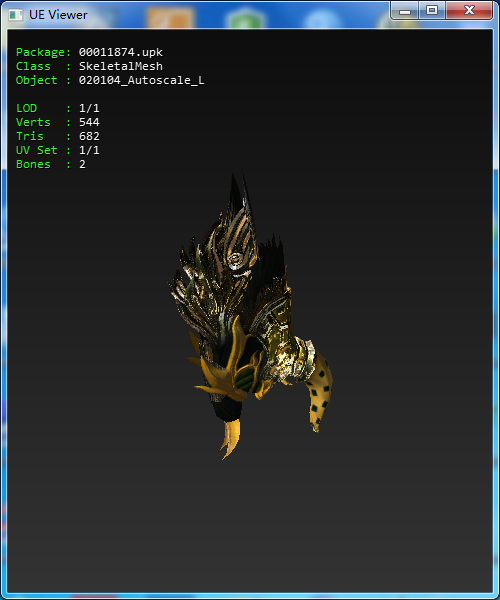 UE Viewer
Package: 00011874.upk
Class : SkeletalMesh
Object : 020104_Autoscale_L
LOD : 1/1
Verts : 544
Tris : 682
UV Set : 1/1
Bones : 2